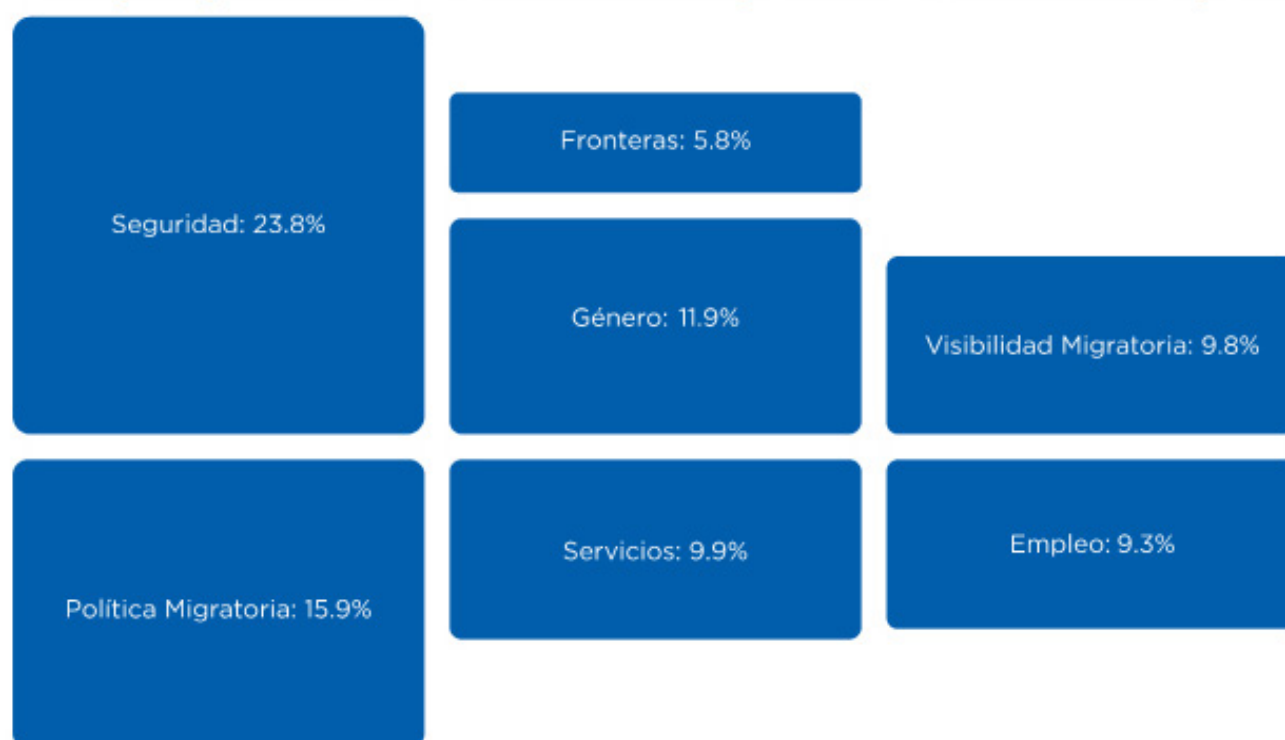 Seguridad: 23.8%
Política Migratoria: 15.9%
Fronteras: 5.8%
Género: 11.9%
Servicios: 9.9%
Visibilidad Migratoria: 9.8%
Empleo: 9.3%